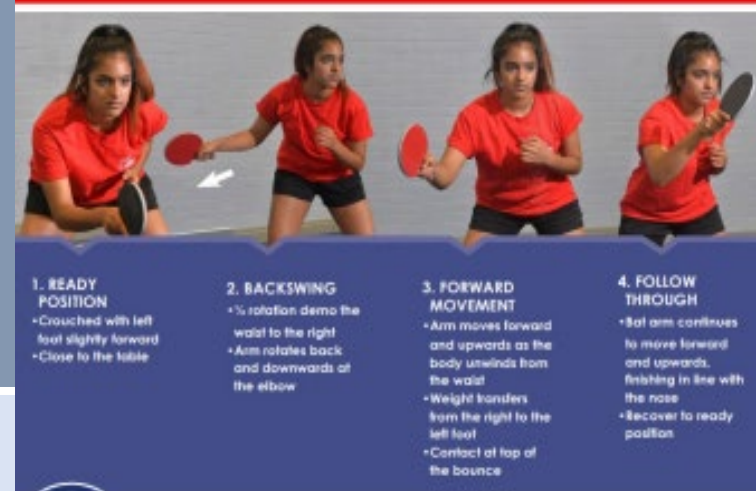 1. READY
POSITION
•Crouched with left
foot slightly forward
•Close to the table
2. BACKSWING
•¾ rotation demo the
waist to the right
•Arm rotates back
and downwards at
the elbow
3. FORWARD
MOVEMENT
•Arm moves forward
and upwards as the
body unwinds from
the waist
•Weight transfers
from the right to the
left foot
•Contact at top of
the bounce
4. FOLLOW
THROUGH
•Bat arm continues
to move forward
and upwards,
finishing in line with
the nose
•Recover to ready
position